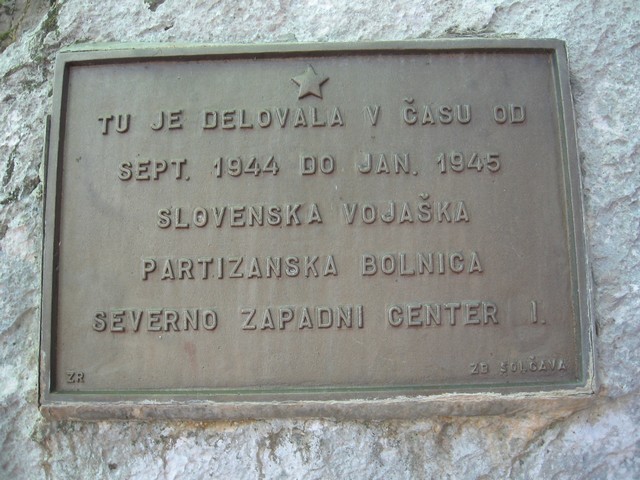 TU JE DELOVALA V ČASU OD
SEPT. 1944 DO JAN. 1945
SLOVENSKA VOJAŠKA
PARTIZANSKA BOLNICA
SEVERNO ZAPADNI CENTER I.
ZR
ZB SOLČAVA